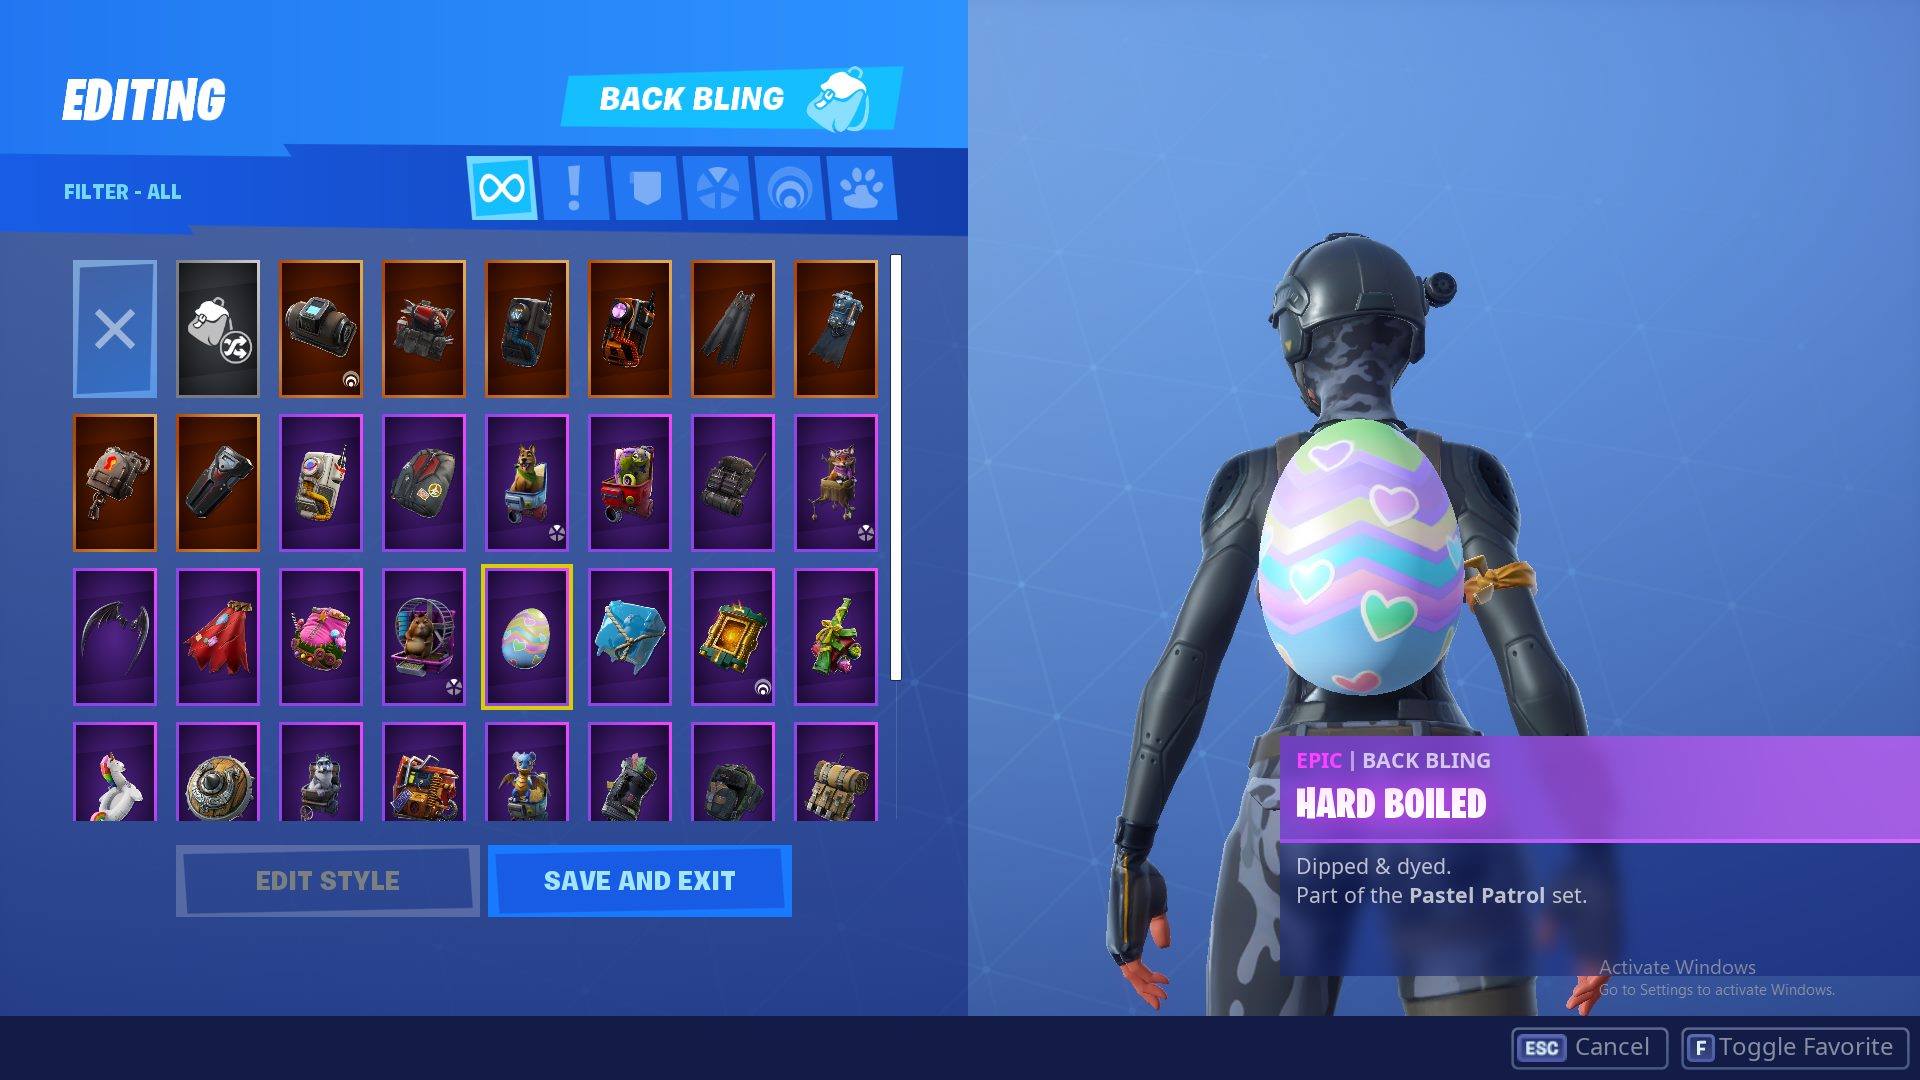 EDITING
BACK BLING
FILTER - ALL
EDIT STYLE
SAVE AND EXIT
EPIC | BACK BLING
HARD BOILED
Dipped & dyed.
Part of the Pastel Patrol set.
Activate Windows
Go to Settings to activate Windows.
ESC Cancel
F Toggle Favorite